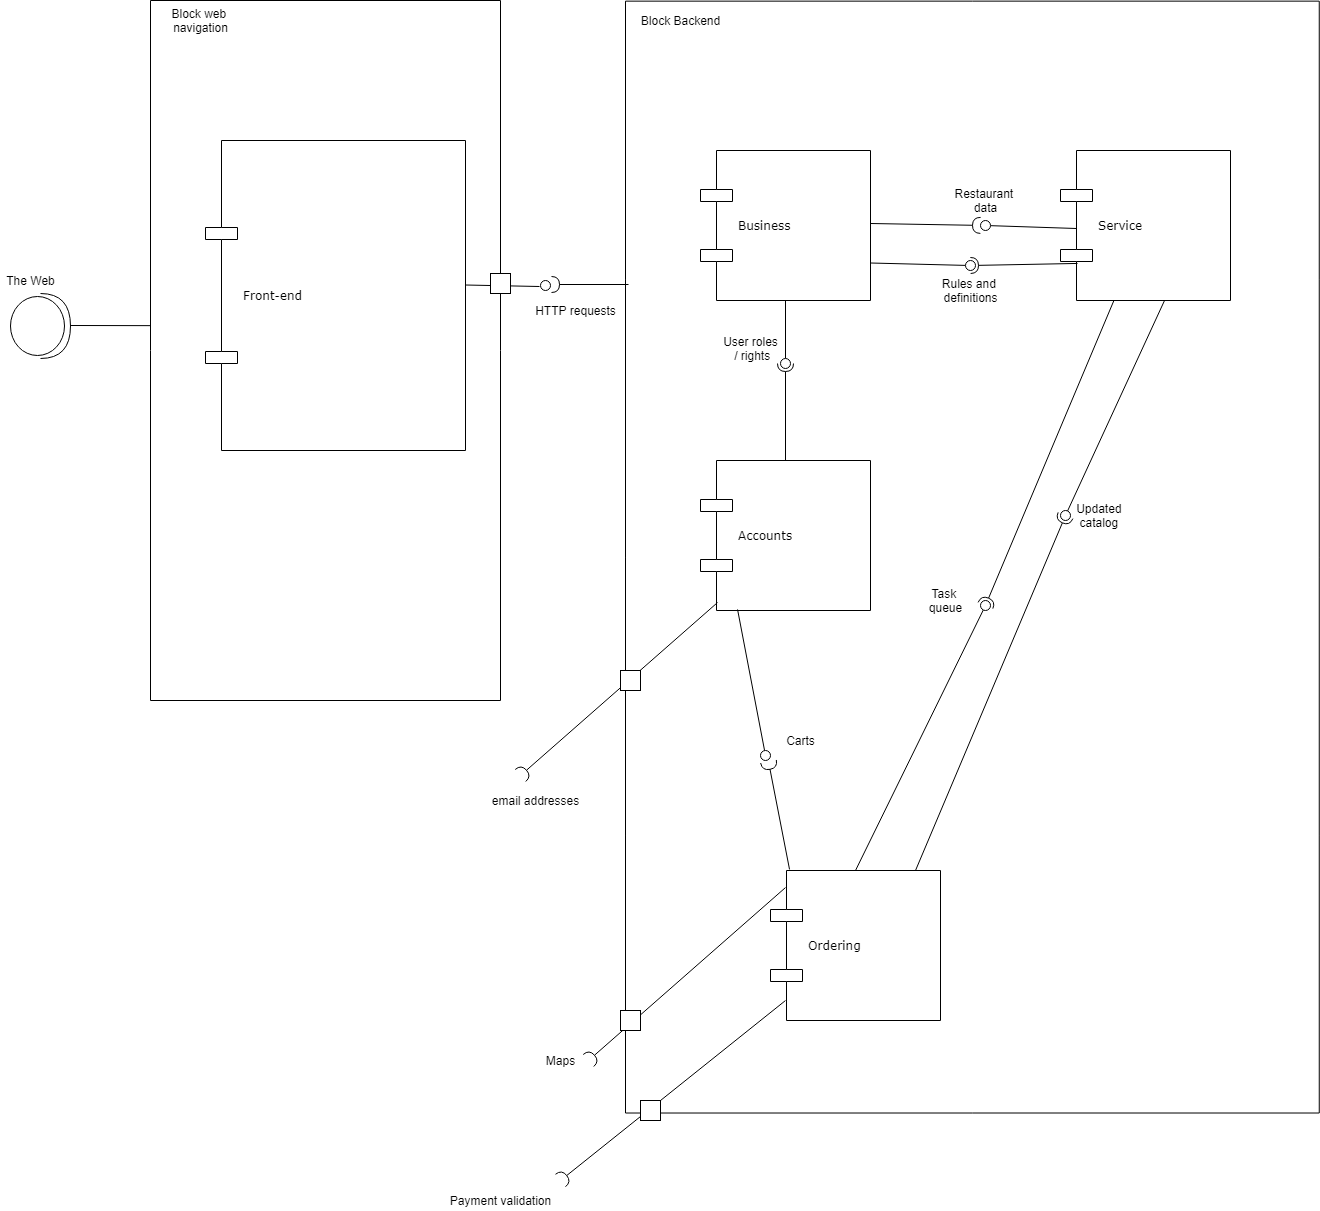 Block web
navigation
Block Backend
Restaurant
data
Business
Service
The Web
Front-end
Rules and
definitions
HTTP requests
User roles
/ rights
Updated
catalog
Accounts
Task
queue
Carts
email addresses
Ordering
Maps
Payment validation